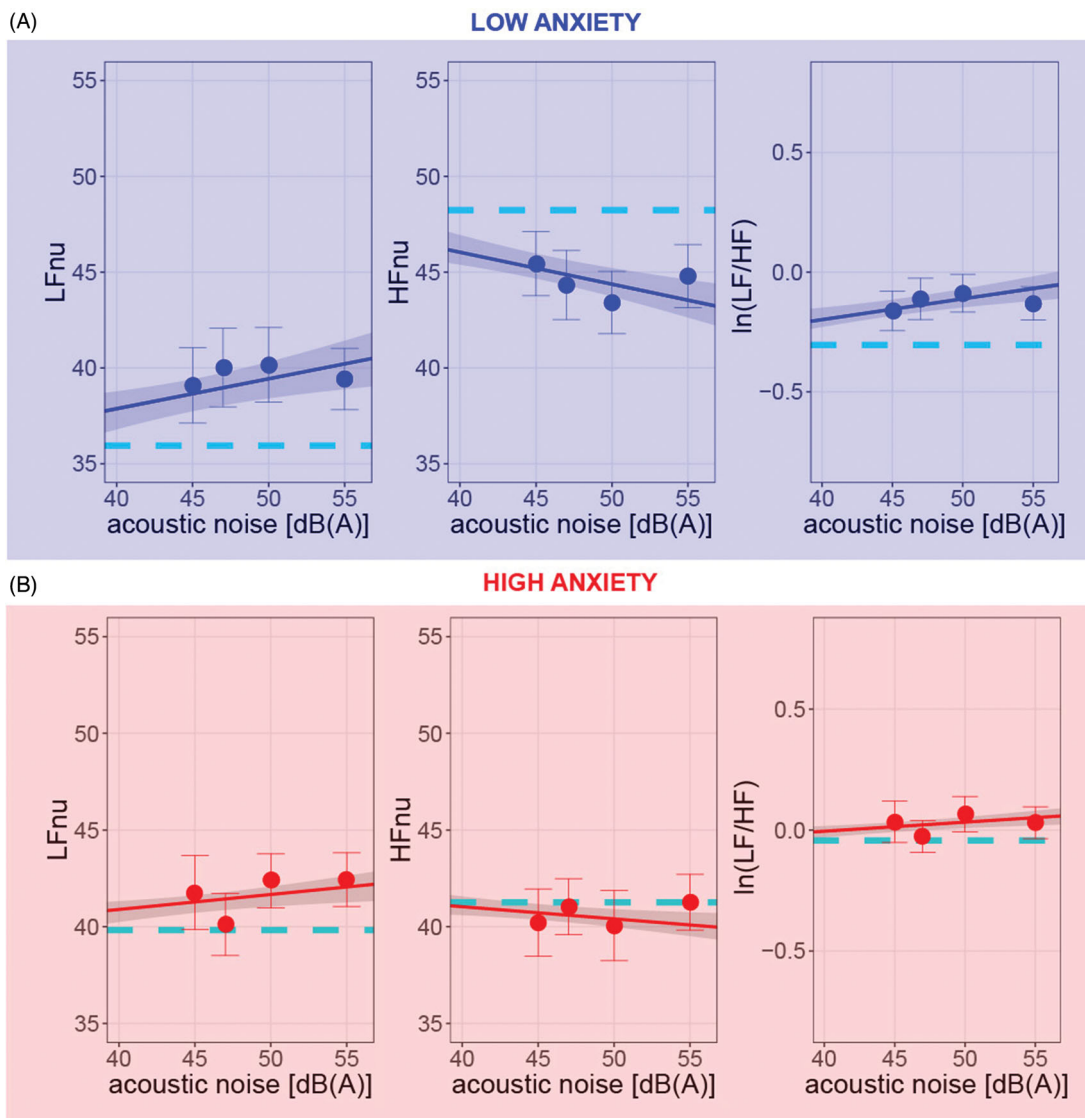 (A)
LOW ANXIETY
LFnu
55
50
45
40
35
40 45 50 55
acoustic noise [dB(A)]
HFnu
55
50
45
40
35
40 45 50 55
acoustic noise [dB(A)]
ln(LF/HF)
0.5
0.0
−0.5
40 45 50 55
acoustic noise [dB(A)]
(B)
HIGH ANXIETY
LFnu
55
50
45
40
35
40 45 50 55
acoustic noise [dB(A)]
HFnu
55
50
45
40
35
40 45 50 55
acoustic noise [dB(A)]
ln(LF/HF)
0.5
0.0
−0.5
40 45 50 55
acoustic noise [dB(A)]